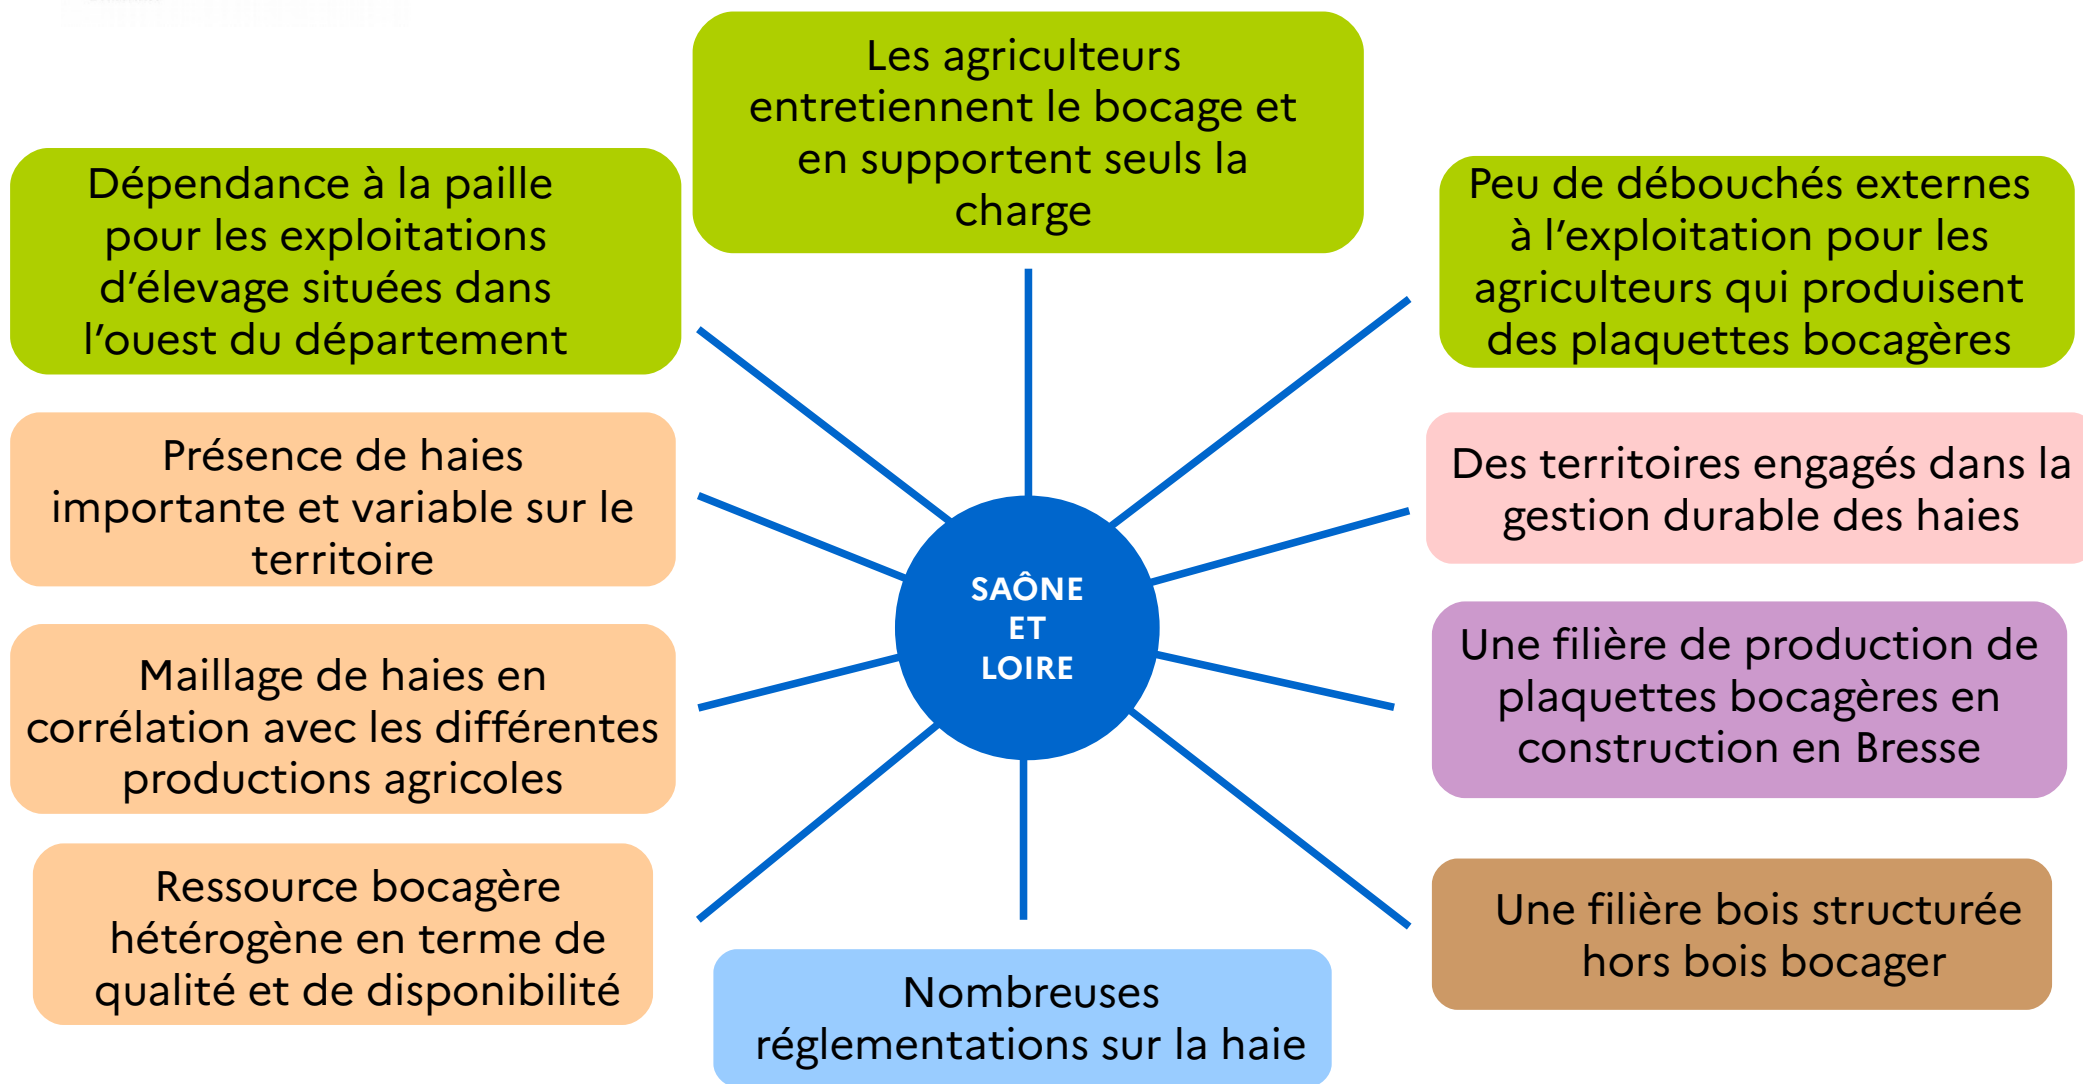 Les agriculteurs
entretiennent le bocage et
en supportent seuls la
charge
Dépendance à la paille
pour les exploitations
d’élevage situées dans
l’ouest du département
Peu de débouchés externes
à l’exploitation pour les
agriculteurs qui produisent
des plaquettes bocagères
Présence de haies
importante et variable sur le
territoire
Des territoires engagés dans la
gestion durable des haies
SAÔNE
ET
LOIRE
Maillage de haies en
corrélation avec les différentes
productions agricoles
Une filière de production de
plaquettes bocagères en
construction en Bresse
Ressource bocagère
hétérogène en terme de
qualité et de disponibilité
Une filière bois structurée
hors bois bocager
Nombreuses
réglementations sur la haie